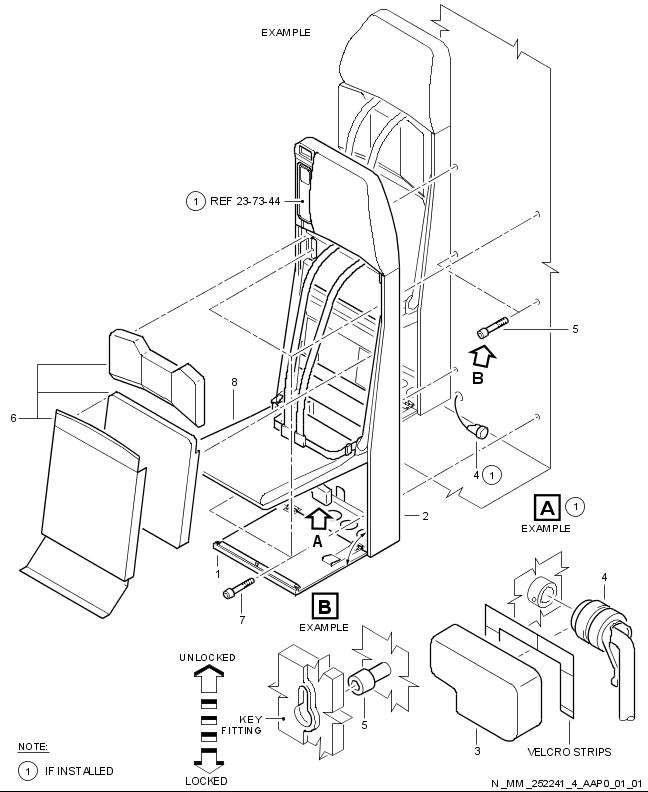 EXAMPLE
1 REF 23-73-44
5
B
8
6
4 1
A 1
EXAMPLE
2
A
1
7
B
EXAMPLE
4
UNLOCKED
KEY
FITTING
5
3
VELCRO STRIPS
NOTE:
1 IF INSTALLED
LOCKED
N_MM_252241_4_AAP0_01_01